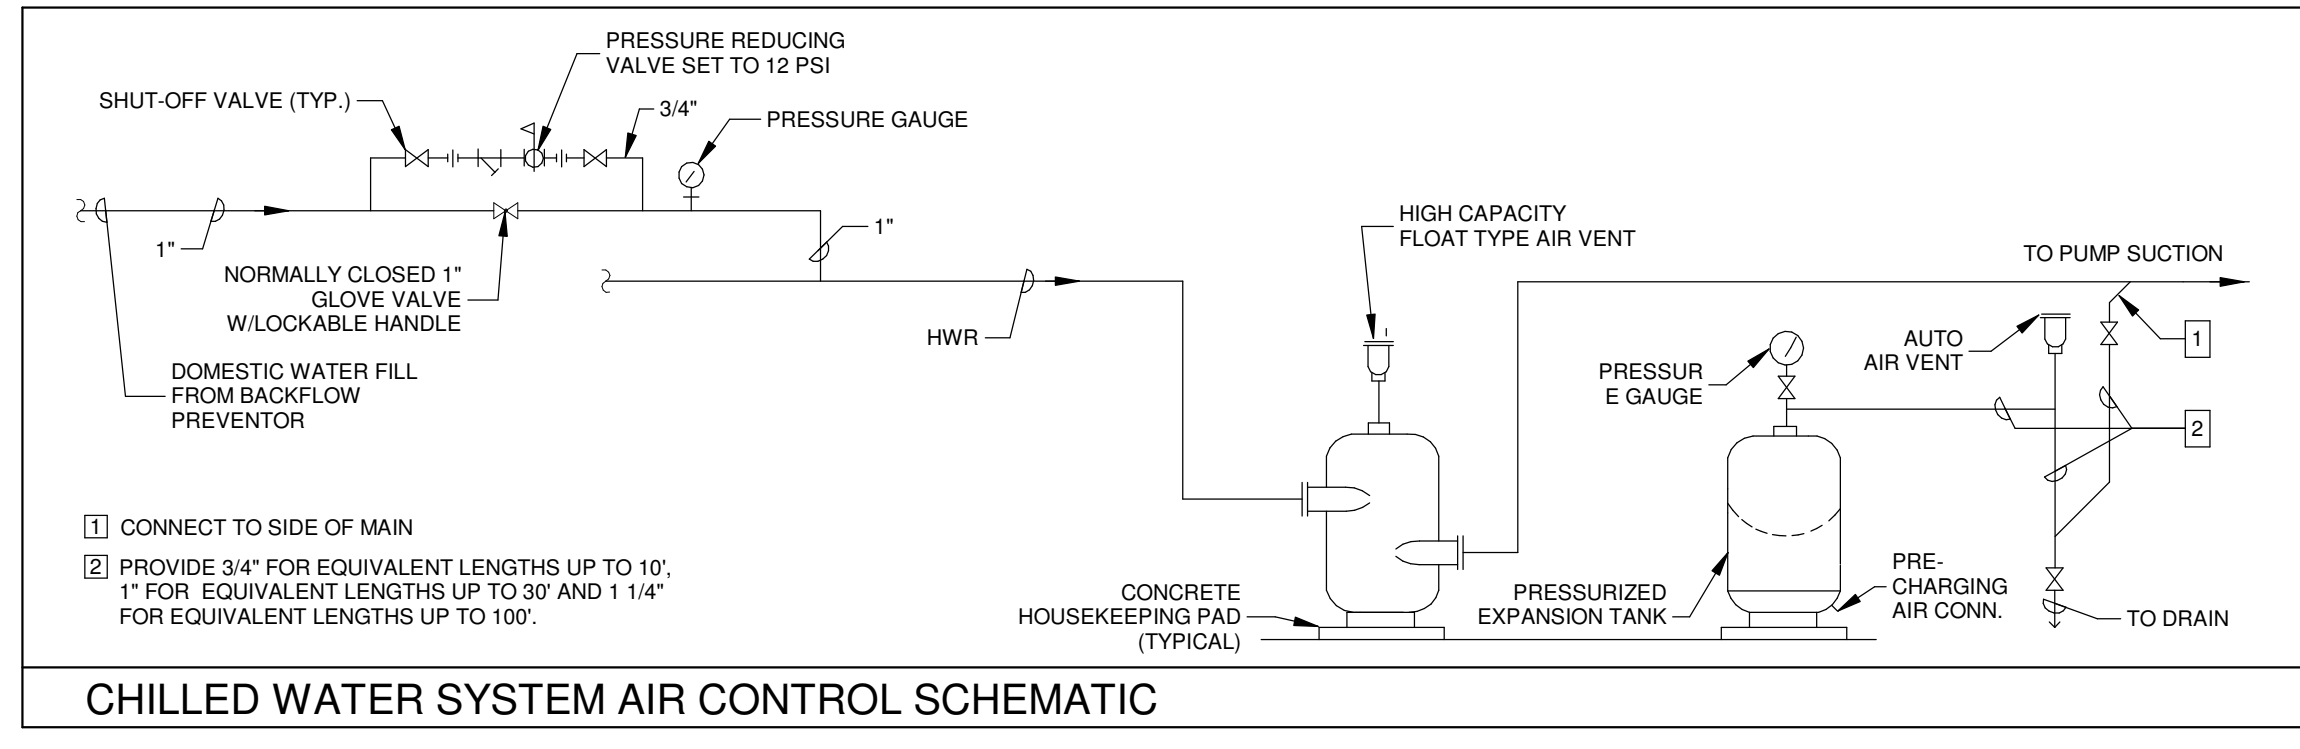 PRESSURE REDUCING
VALVE SET TO 12 PSI
SHUT-OFF VALVE (TYP.)
3/4"
PRESSURE GAUGE
1"
NORMALLY CLOSED 1"
GLOVE VALVE
W/LOCKABLE HANDLE
DOMESTIC WATER FILL
FROM BACKFLOW
PREVENTOR
1"
HWR
HIGH CAPACITY
FLOAT TYPE AIR VENT
TO PUMP SUCTION
1
AUTO
AIR VENT
PRESSUR
E GAUGE
2
1 CONNECT TO SIDE OF MAIN
2 PROVIDE 3/4" FOR EQUIVALENT LENGTHS UP TO 10',
1" FOR EQUIVALENT LENGTHS UP TO 30' AND 1 1/4"
FOR EQUIVALENT LENGTHS UP TO 100'.
CONCRETE
HOUSEKEEPING PAD
(TYPICAL)
PRESSURIZED
EXPANSION TANK
PRE-
CHARGING
AIR CONN.
TO DRAIN
CHILLED WATER SYSTEM AIR CONTROL SCHEMATIC